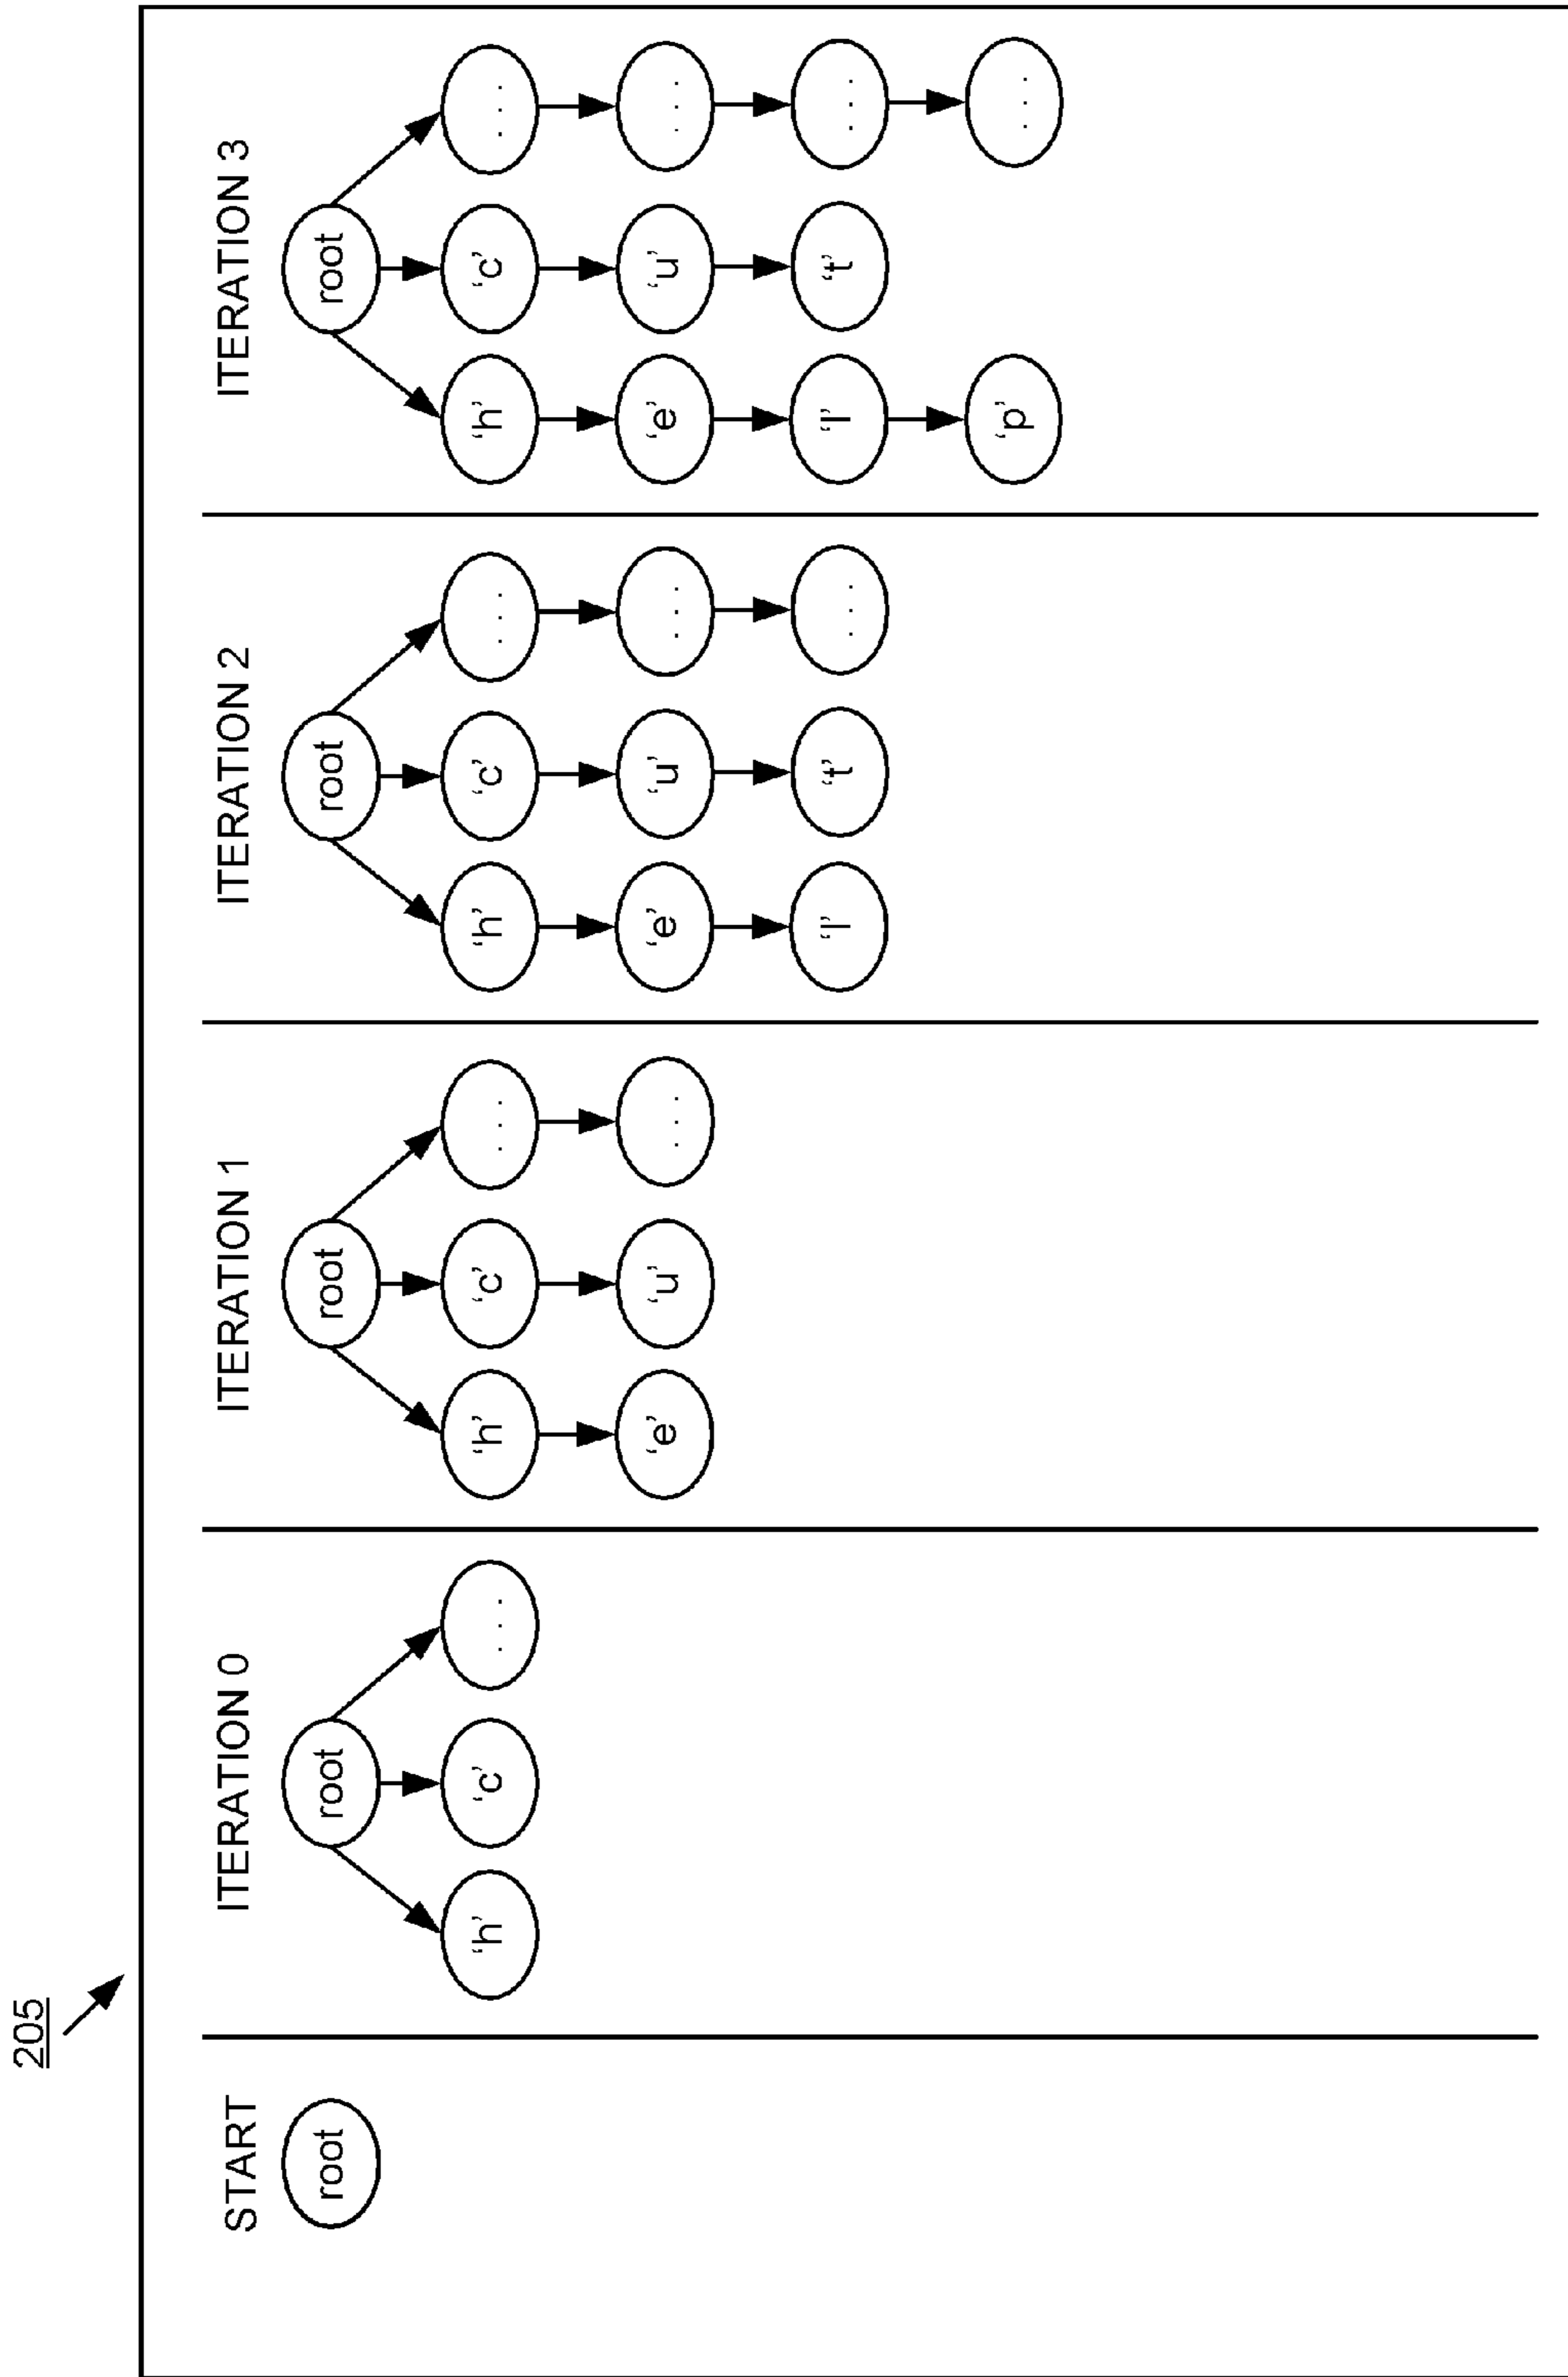 205
START ITERATION 0 ITERATION 1 ITERATION 2 ITERATION 3
root root root root root
‘h’ ‘c’ ... ‘h’ ‘c’ ... ‘h’ ‘c’ ... ‘h’ ‘c’ ...
‘e’ ‘u’ ... ‘e’ ‘u’ ... ‘e’ ‘u’ ...
‘l’ ‘t’ ... ‘l’ ‘t’ ...
‘p’ ...